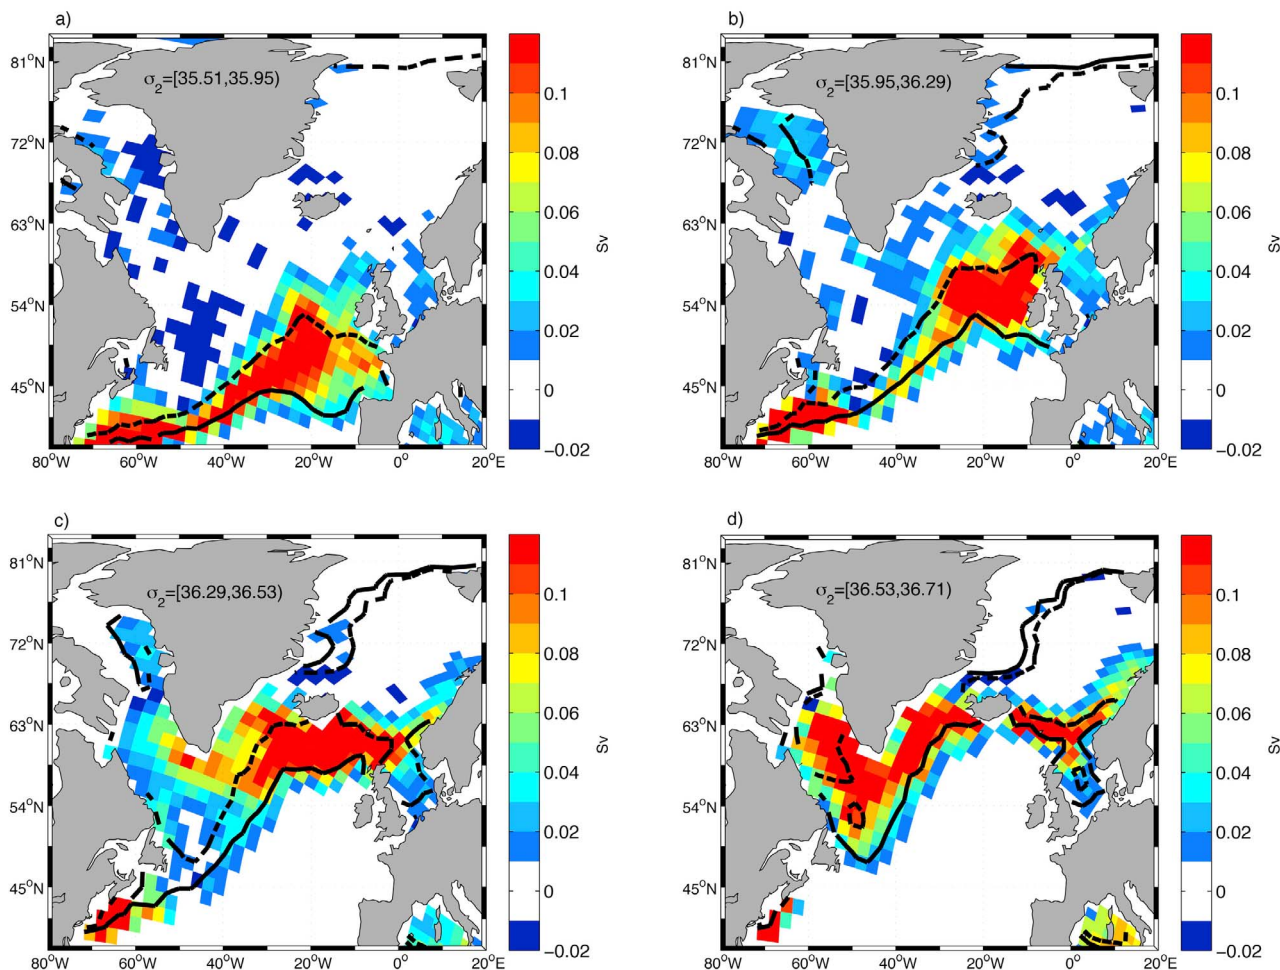 a)
σ₂=[35.51,35.95)
81°N
72°N
63°N
54°N
45°N
80°W 60°W 40°W 20°W 0° 20°E
0.1
0.08
0.06
0.04
0.02
0
−0.02
Sv
b)
σ₂=[35.95,36.29)
81°N
72°N
63°N
54°N
45°N
80°W 60°W 40°W 20°W 0° 20°E
0.1
0.08
0.06
0.04
0.02
0
−0.02
Sv
c)
σ₂=[36.29,36.53)
81°N
72°N
63°N
54°N
45°N
80°W 60°W 40°W 20°W 0° 20°E
0.1
0.08
0.06
0.04
0.02
0
−0.02
Sv
d)
σ₂=[36.53,36.71)
81°N
72°N
63°N
54°N
45°N
80°W 60°W 40°W 20°W 0° 20°E
0.1
0.08
0.06
0.04
0.02
0
−0.02
Sv